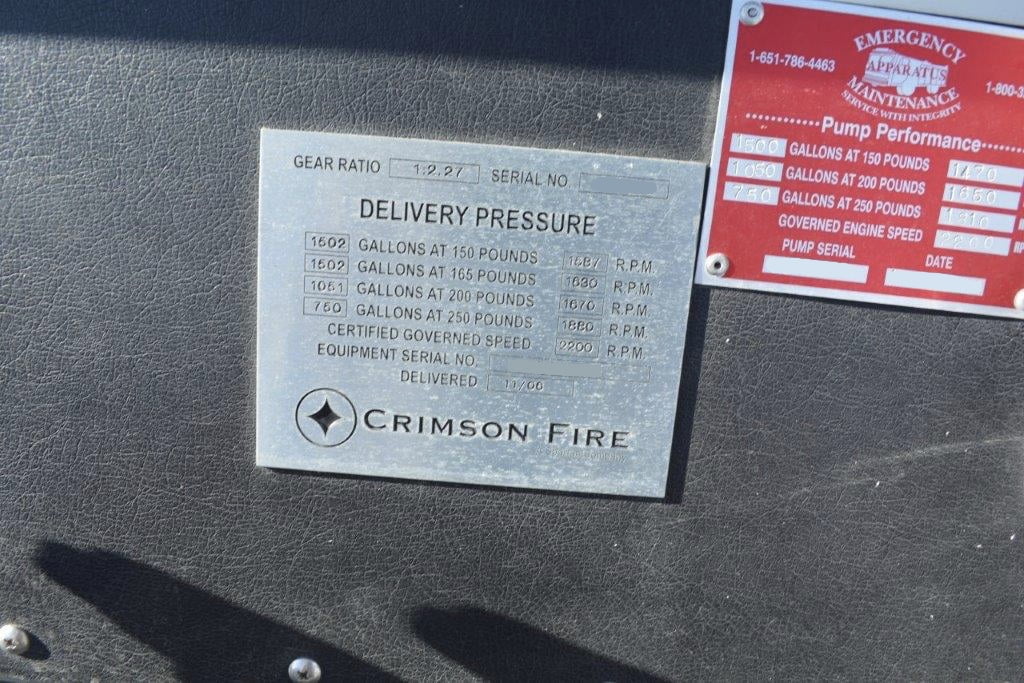 GEAR RATIO 1:2.27 SERIAL NO.
DELIVERY PRESSURE
1502 GALLONS AT 150 POUNDS 1587 R.P.M.
1502 GALLONS AT 165 POUNDS 1630 R.P.M.
1051 GALLONS AT 200 POUNDS 1670 R.P.M.
750 GALLONS AT 250 POUNDS 1880 R.P.M.
CERTIFIED GOVERNED SPEED 2200 R.P.M.
EQUIPMENT SERIAL NO.
DELIVERED 11/06
CRIMSON FIRE
EMERGENCY
APPARATUS
MAINTENANCE
SERVICE WITH INTEGRITY
1-651-786-4463
1-800-3
Pump Performance
1500 GALLONS AT 150 POUNDS 1470
1050 GALLONS AT 200 POUNDS 1650
750 GALLONS AT 250 POUNDS 1810
GOVERNED ENGINE SPEED 2200
PUMP SERIAL DATE